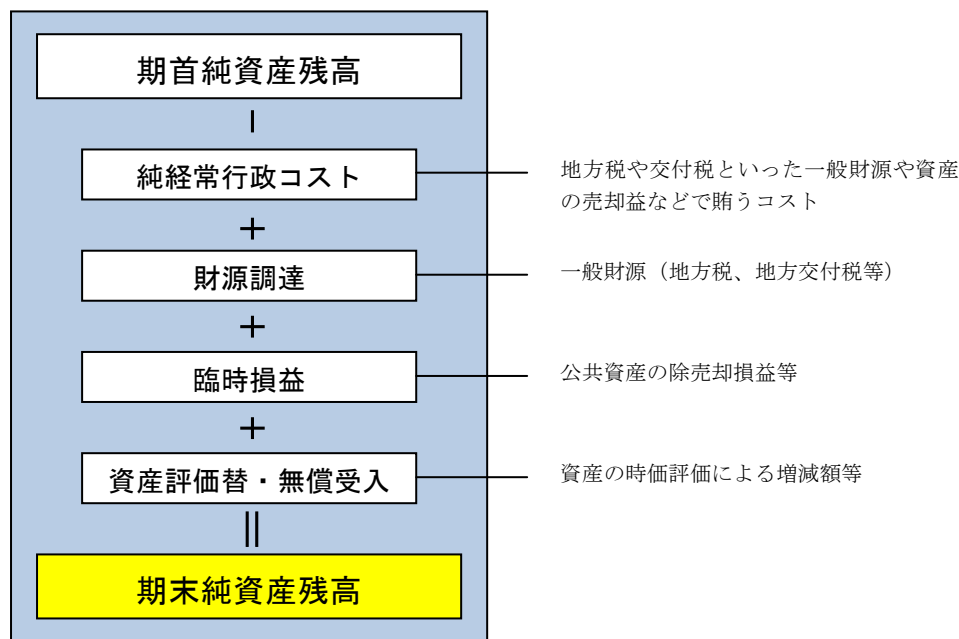 期首純資産残高
－
純経常行政コスト
地方税や交付税といった一般財源や資産
の売却益などで賄うコスト
＋
財源調達
一般財源（地方税、地方交付税等）
＋
臨時損益
公共資産の除売却損益等
＋
資産評価替・無償受入
資産の時価評価による増減額等
＝
期末純資産残高